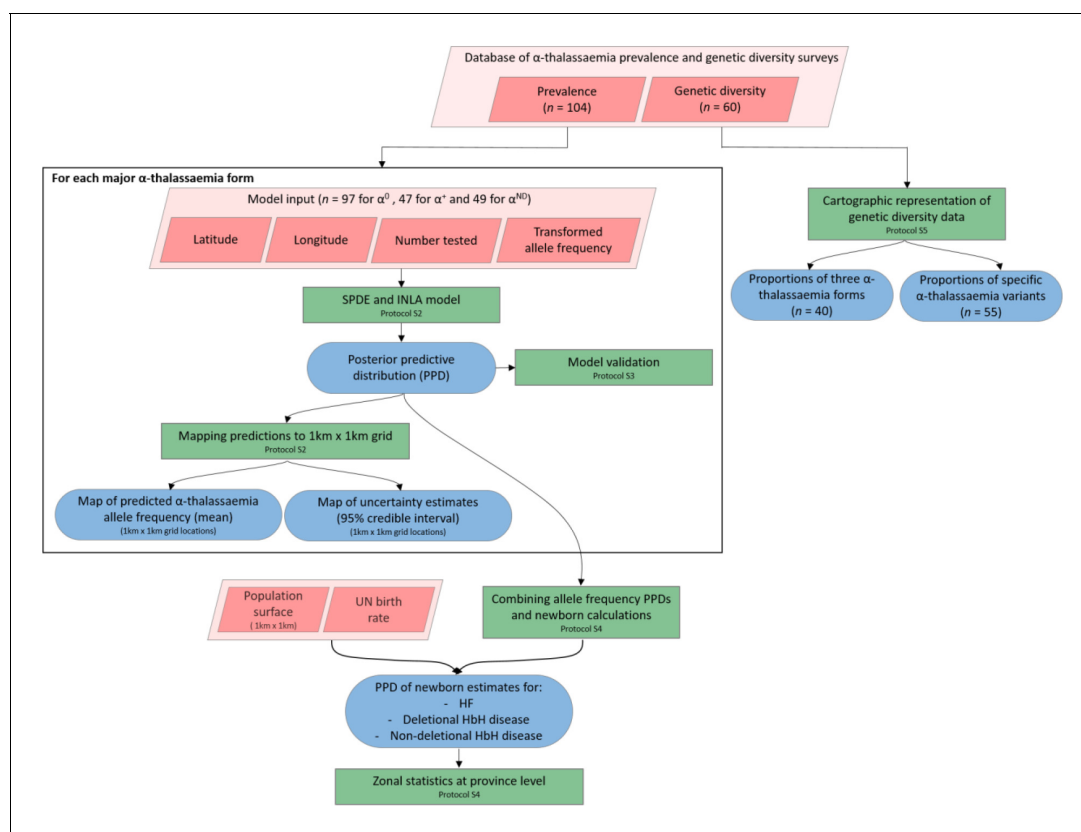 Database of α-thalassaemia prevalence and genetic diversity surveys
Prevalence
(n = 104)
Genetic diversity
(n = 60)
For each major α-thalassaemia form
Model input (n = 97 for α⁰ , 47 for α⁺ and 49 for αᴺᴰ)
Latitude
Longitude
Number tested
Transformed
allele frequency
SPDE and INLA model
Protocol S2
Posterior predictive
distribution (PPD)
Model validation
Protocol S3
Mapping predictions to 1km x 1km grid
Protocol S2
Map of predicted α-thalassaemia
allele frequency (mean)
(1km x 1km grid locations)
Map of uncertainty estimates
(95% credible interval)
(1km x 1km grid locations)
Cartographic representation of
genetic diversity data
Protocol S5
Proportions of three α-
thalassaemia forms
(n = 40)
Proportions of specific
α-thalassaemia variants
(n = 55)
Population
surface
( 1km x 1km)
UN birth
rate
Combining allele frequency PPDs
and newborn calculations
Protocol S4
PPD of newborn estimates for:
- HF
- Deletional HbH disease
- Non-deletional HbH disease
Zonal statistics at province level
Protocol S4